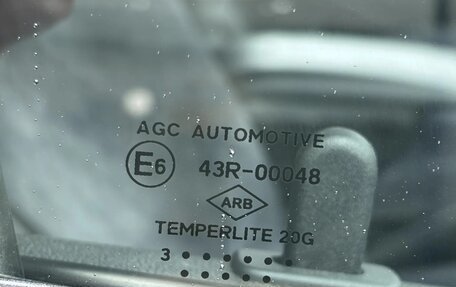 AGC AUTOMOTIVE
E6 43R-00048
ARB
TEMPERLITE 20G
3